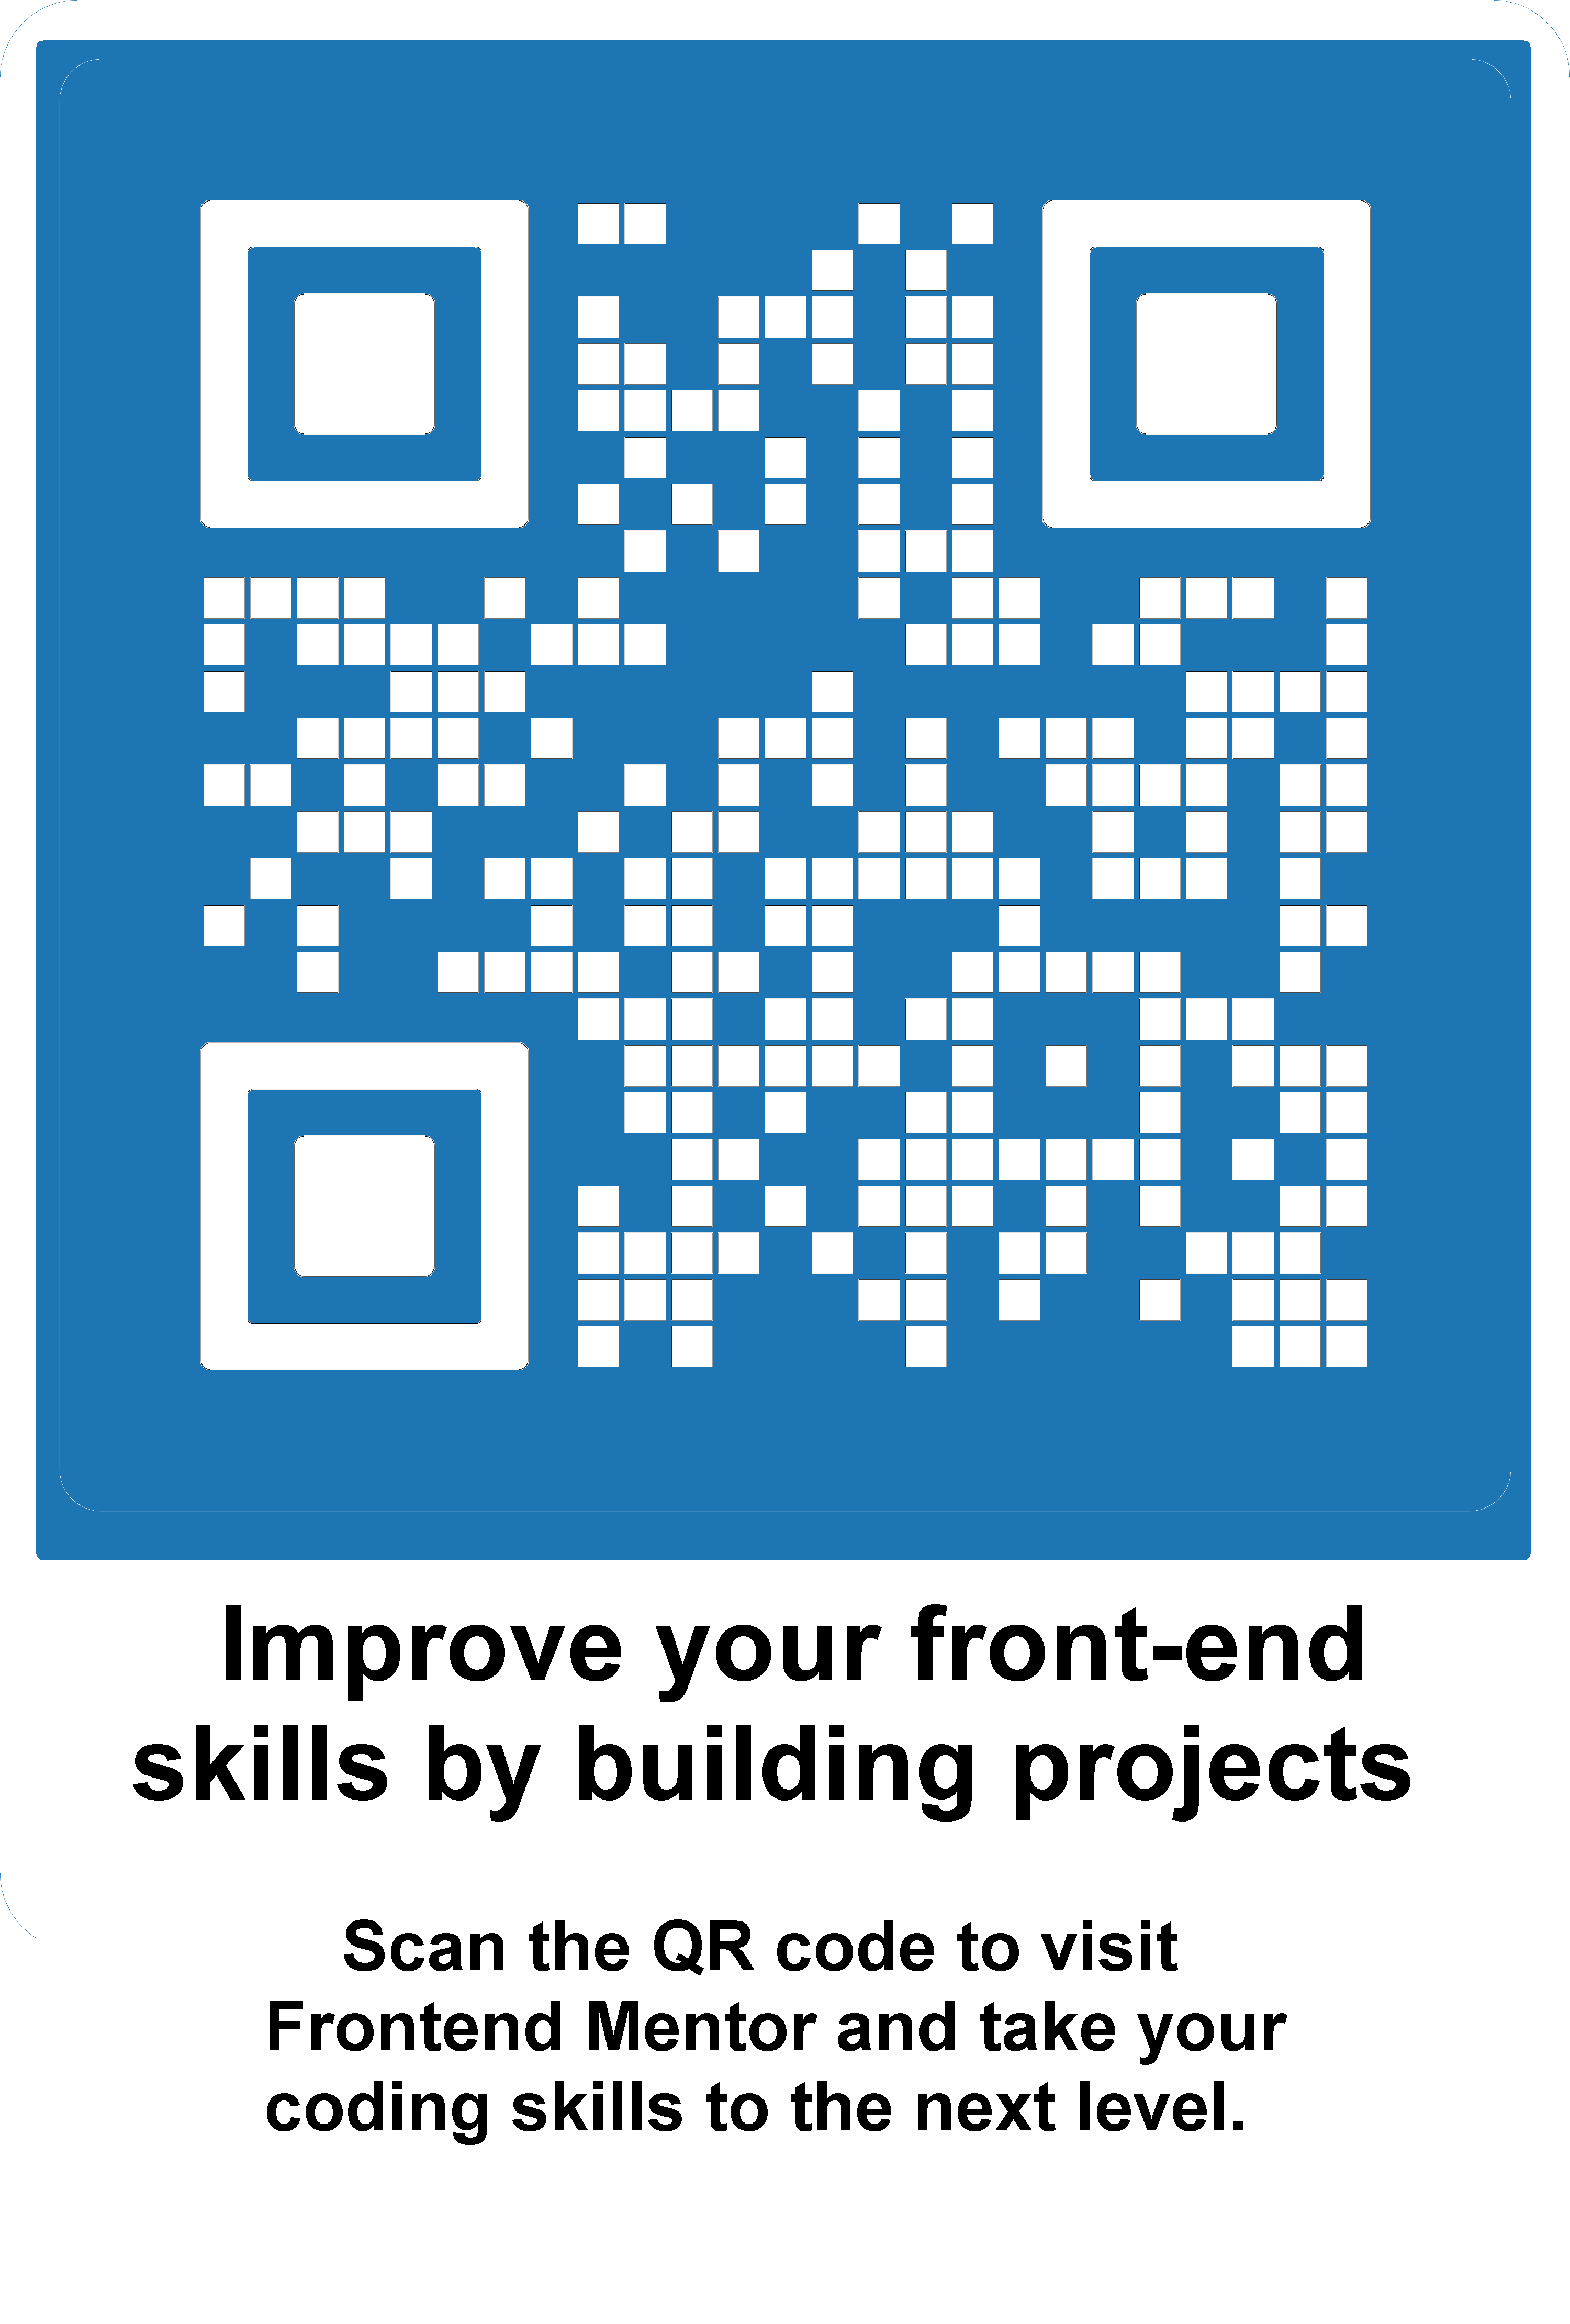 Improve your front-end
skills by building projects
Scan the QR code to visit
Frontend Mentor and take your
coding skills to the next level.